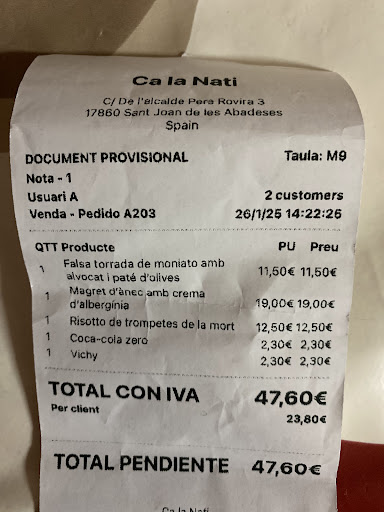 Ca la Nati
C/ De l'alcalde Pere Rovira 3
17860 Sant Joan de les Abadeses
Spain
DOCUMENT PROVISIONAL Taula: M9
Nota - 1
Usuari A 2 customers
Venda - Pedido A203 26/1/25 14:22:26
QTT Producte PU Preu
1 Falsa torrada de moniato amb
alvocat i paté d'olives 11,50€ 11,50€
1 Magret d'ànec amb crema
d'albergínia 19,00€ 19,00€
1 Risotto de trompetes de la mort 12,50€ 12,50€
1 Coca-cola zero 2,30€ 2,30€
1 Vichy 2,30€ 2,30€
TOTAL CON IVA 47,60€
Per client 23,80€
TOTAL PENDIENTE 47,60€
Ca la Nati